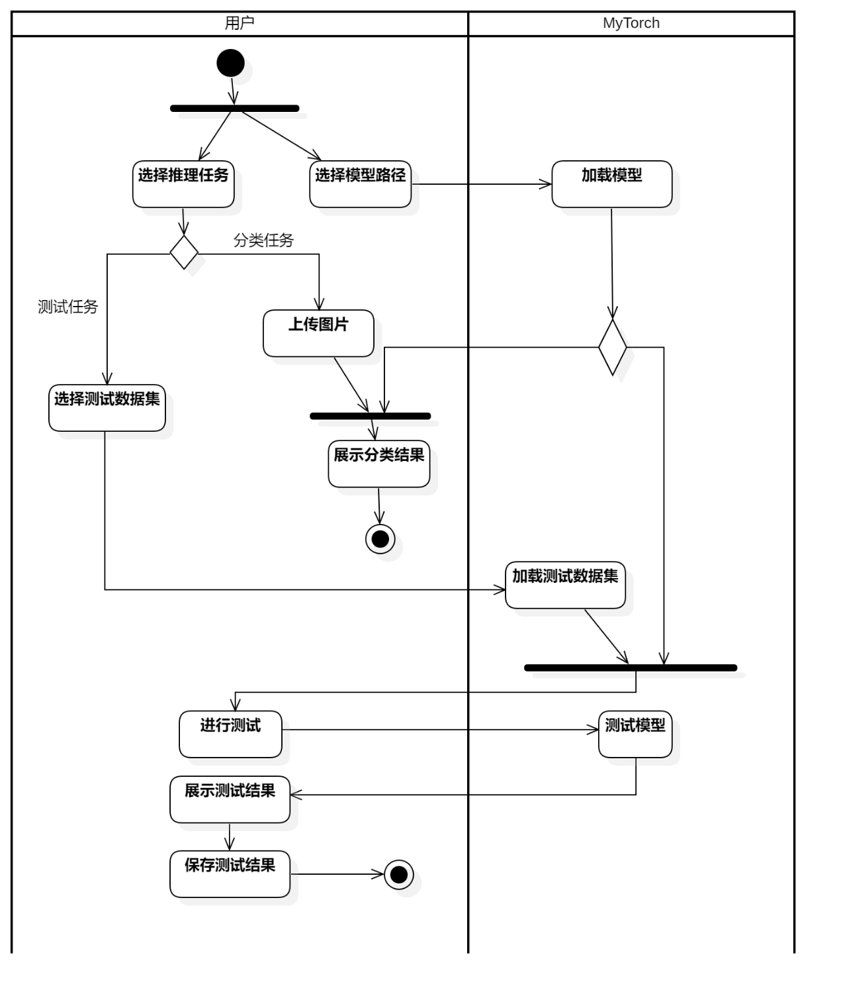 用户
MyTorch
选择推理任务
选择模型路径
加载模型
分类任务
测试任务
上传图片
选择测试数据集
展示分类结果
加载测试数据集
进行测试
测试模型
展示测试结果
保存测试结果